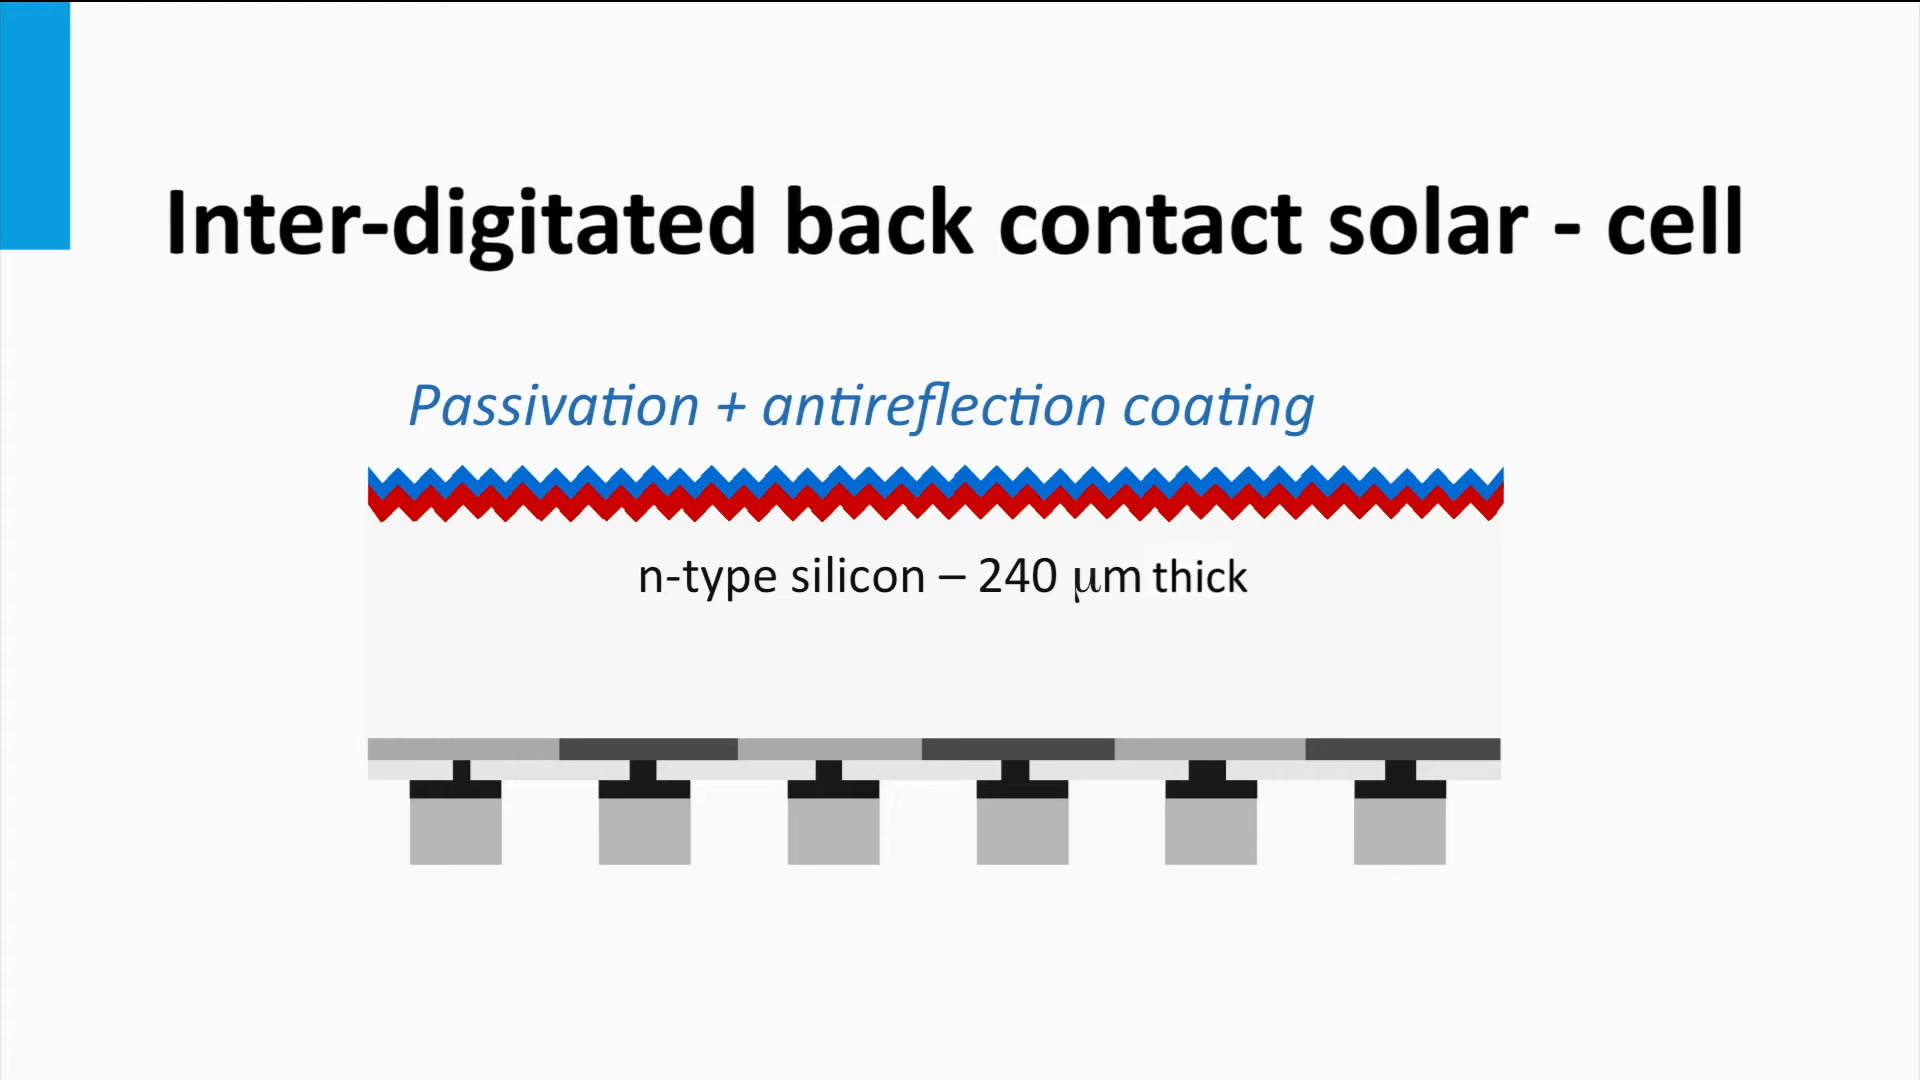 Inter-digitated back contact solar - cell
Passivation + antireflection coating
n-type silicon – 240 μm thick